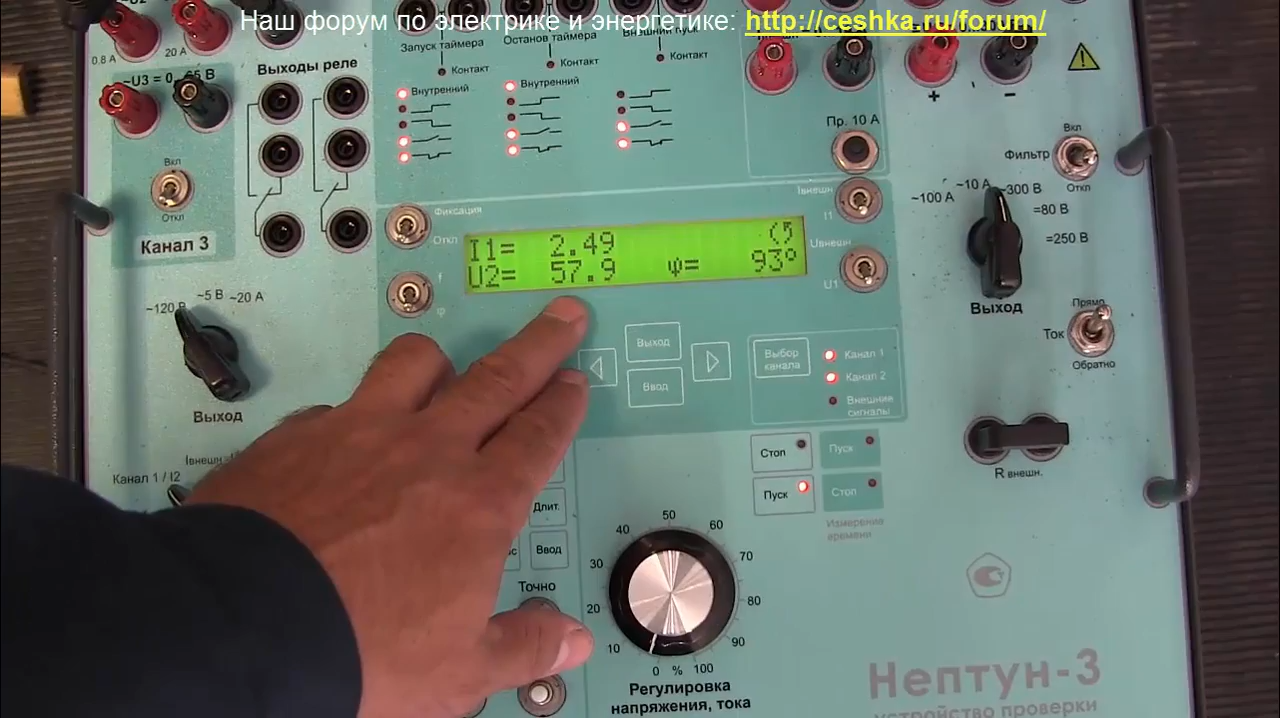 Наш форум по электрике и энергетике: http://ceshka.ru/forum/
0.8 А
20 А
Выходы реле
Запуск таймера
Останов таймера
Внешний пуск
Контакт
Контакт
Контакт
Внутренний
Внутренний
Пр. 10 А
+
−
Вкл
Фильтр
Откл
Вкл
Откл
Канал 3
Фиксация
Откл
f
φ
Iвнешн
I1
Uвнешн
U1
I1= 2.49
U2= 57.9 φ= 93°
~100 А
~10 А
~300 В
=80 В
=250 В
Выход
~120 В
~5 В
~20 А
Выход
Выход
Ввод
Выбор
канала
Канал 1
Канал 2
Внешние
сигналы
Прямо
Ток
Обратно
R внешн.
Стоп
Пуск
Пуск
Стоп
Измерение
времени
Канал 1 / I2
Длит.
Ввод
Точно
0
10
20
30
40
50
60
70
80
90
100
%
Регулировка
напряжения, тока
Нептун-3
устройство проверки